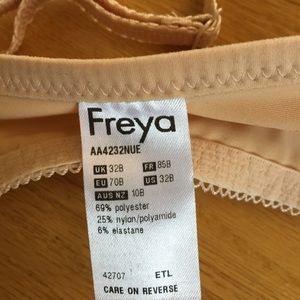 Freya
AA4232NUE
UK 32B FR 85B
EU 70B US 32B
AUS NZ 10B
69% polyester
25% nylon/polyamide
6% elastane
42707 ETL
CARE ON REVERSE